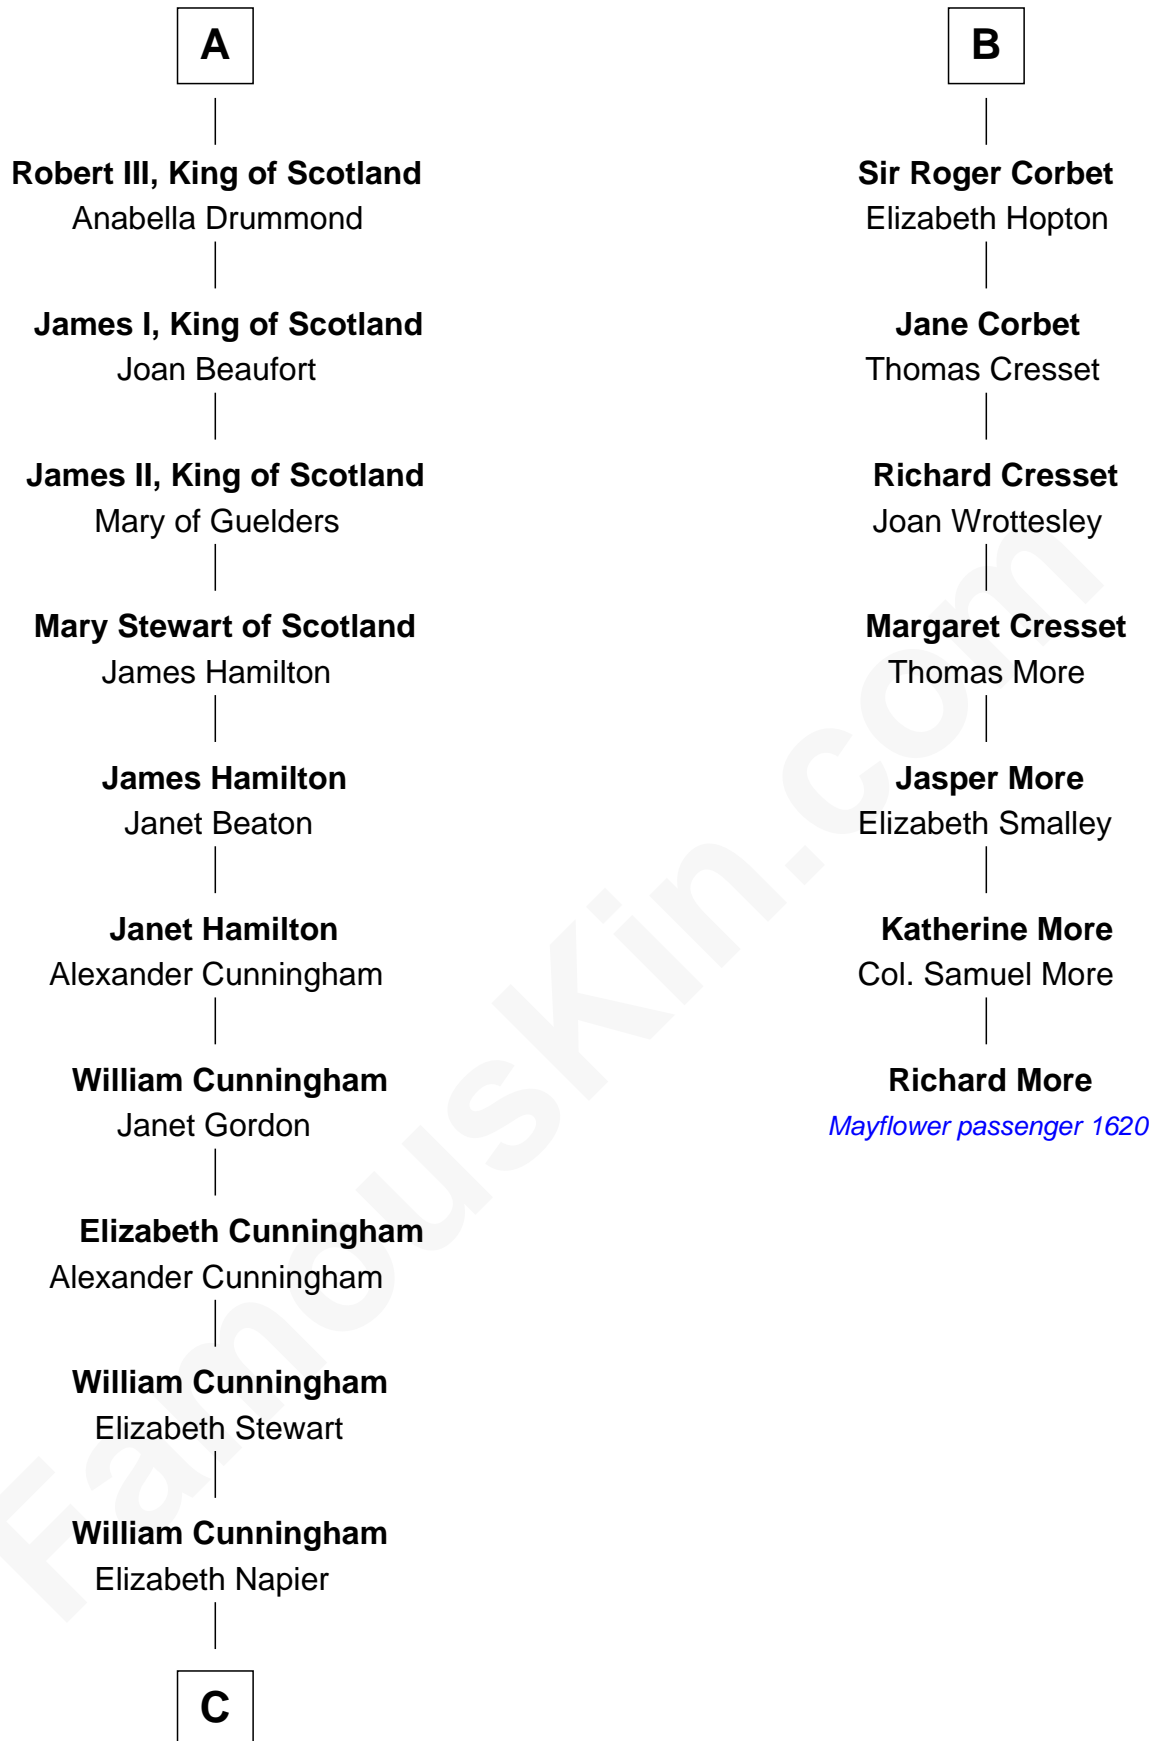 A
Robert III, King of Scotland
Anabella Drummond
James I, King of Scotland
Joan Beaufort
James II, King of Scotland
Mary of Guelders
Mary Stewart of Scotland
James Hamilton
James Hamilton
Janet Beaton
Janet Hamilton
Alexander Cunningham
William Cunningham
Janet Gordon
Elizabeth Cunningham
Alexander Cunningham
William Cunningham
Elizabeth Stewart
William Cunningham
Elizabeth Napier
C
B
Sir Roger Corbet
Elizabeth Hopton
Jane Corbet
Thomas Cresset
Richard Cresset
Joan Wrottesley
Margaret Cresset
Thomas More
Jasper More
Elizabeth Smalley
Katherine More
Col. Samuel More
Richard More
Mayflower passenger 1620
FamousKin.com